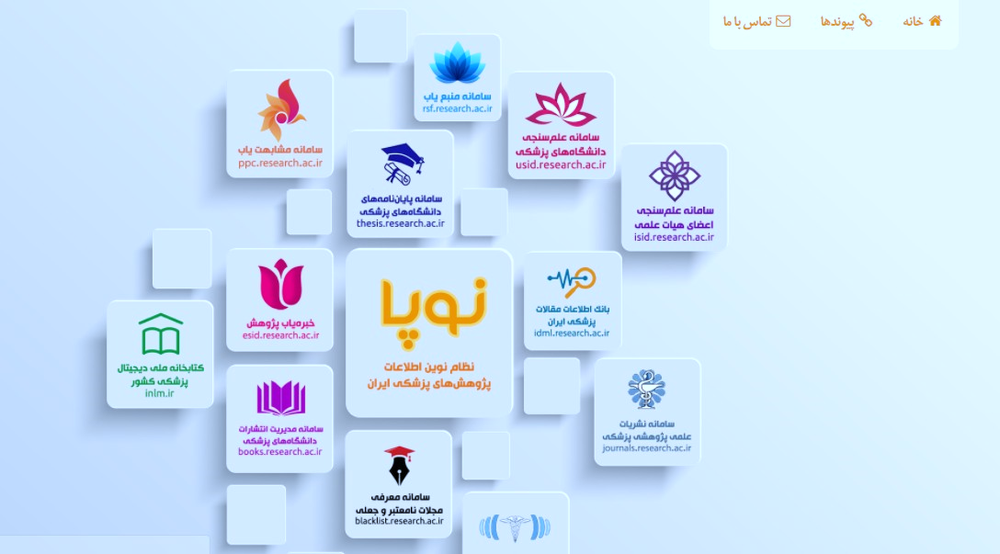 خانه
پیوندها
تماس با ما
سامانه منبع یاب
rsf.research.ac.ir
سامانه علم‌سنجی
دانشگاه‌های پزشکی
usid.research.ac.ir
سامانه مشابهت یاب
ppc.research.ac.ir
سامانه پایان‌نامه‌های
دانشگاه‌های پزشکی
thesis.research.ac.ir
سامانه علم‌سنجی
اعضای هیات علمی
isid.research.ac.ir
بانک اطلاعات مقالات
پزشکی ایران
idml.research.ac.ir
نوپا
نظام نوین اطلاعات
پژوهش‌های پزشکی ایران
خبره‌یاب پژوهش
esid.research.ac.ir
کتابخانه ملی دیجیتال
پزشکی کشور
inlm.ir
سامانه نشریات
علمی پژوهشی پزشکی
journals.research.ac.ir
سامانه مدیریت انتشارات
دانشگاه‌های پزشکی
books.research.ac.ir
سامانه معرفی
مجلات نامعتبر و جعلی
blacklist.research.ac.ir